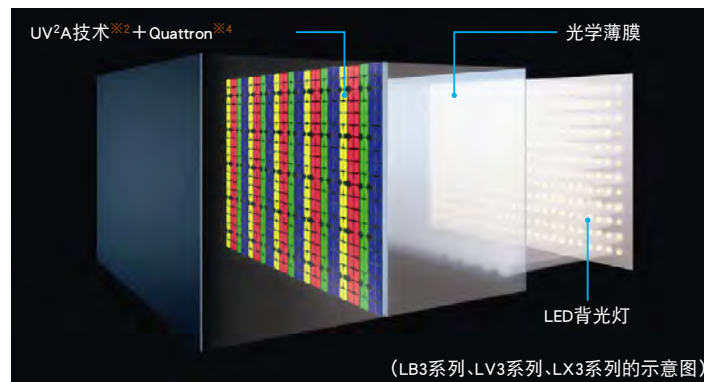 UV²A技术※2＋Quattron※4
光学薄膜
LED背光灯
（LB3系列、LV3系列、LX3系列的示意图）